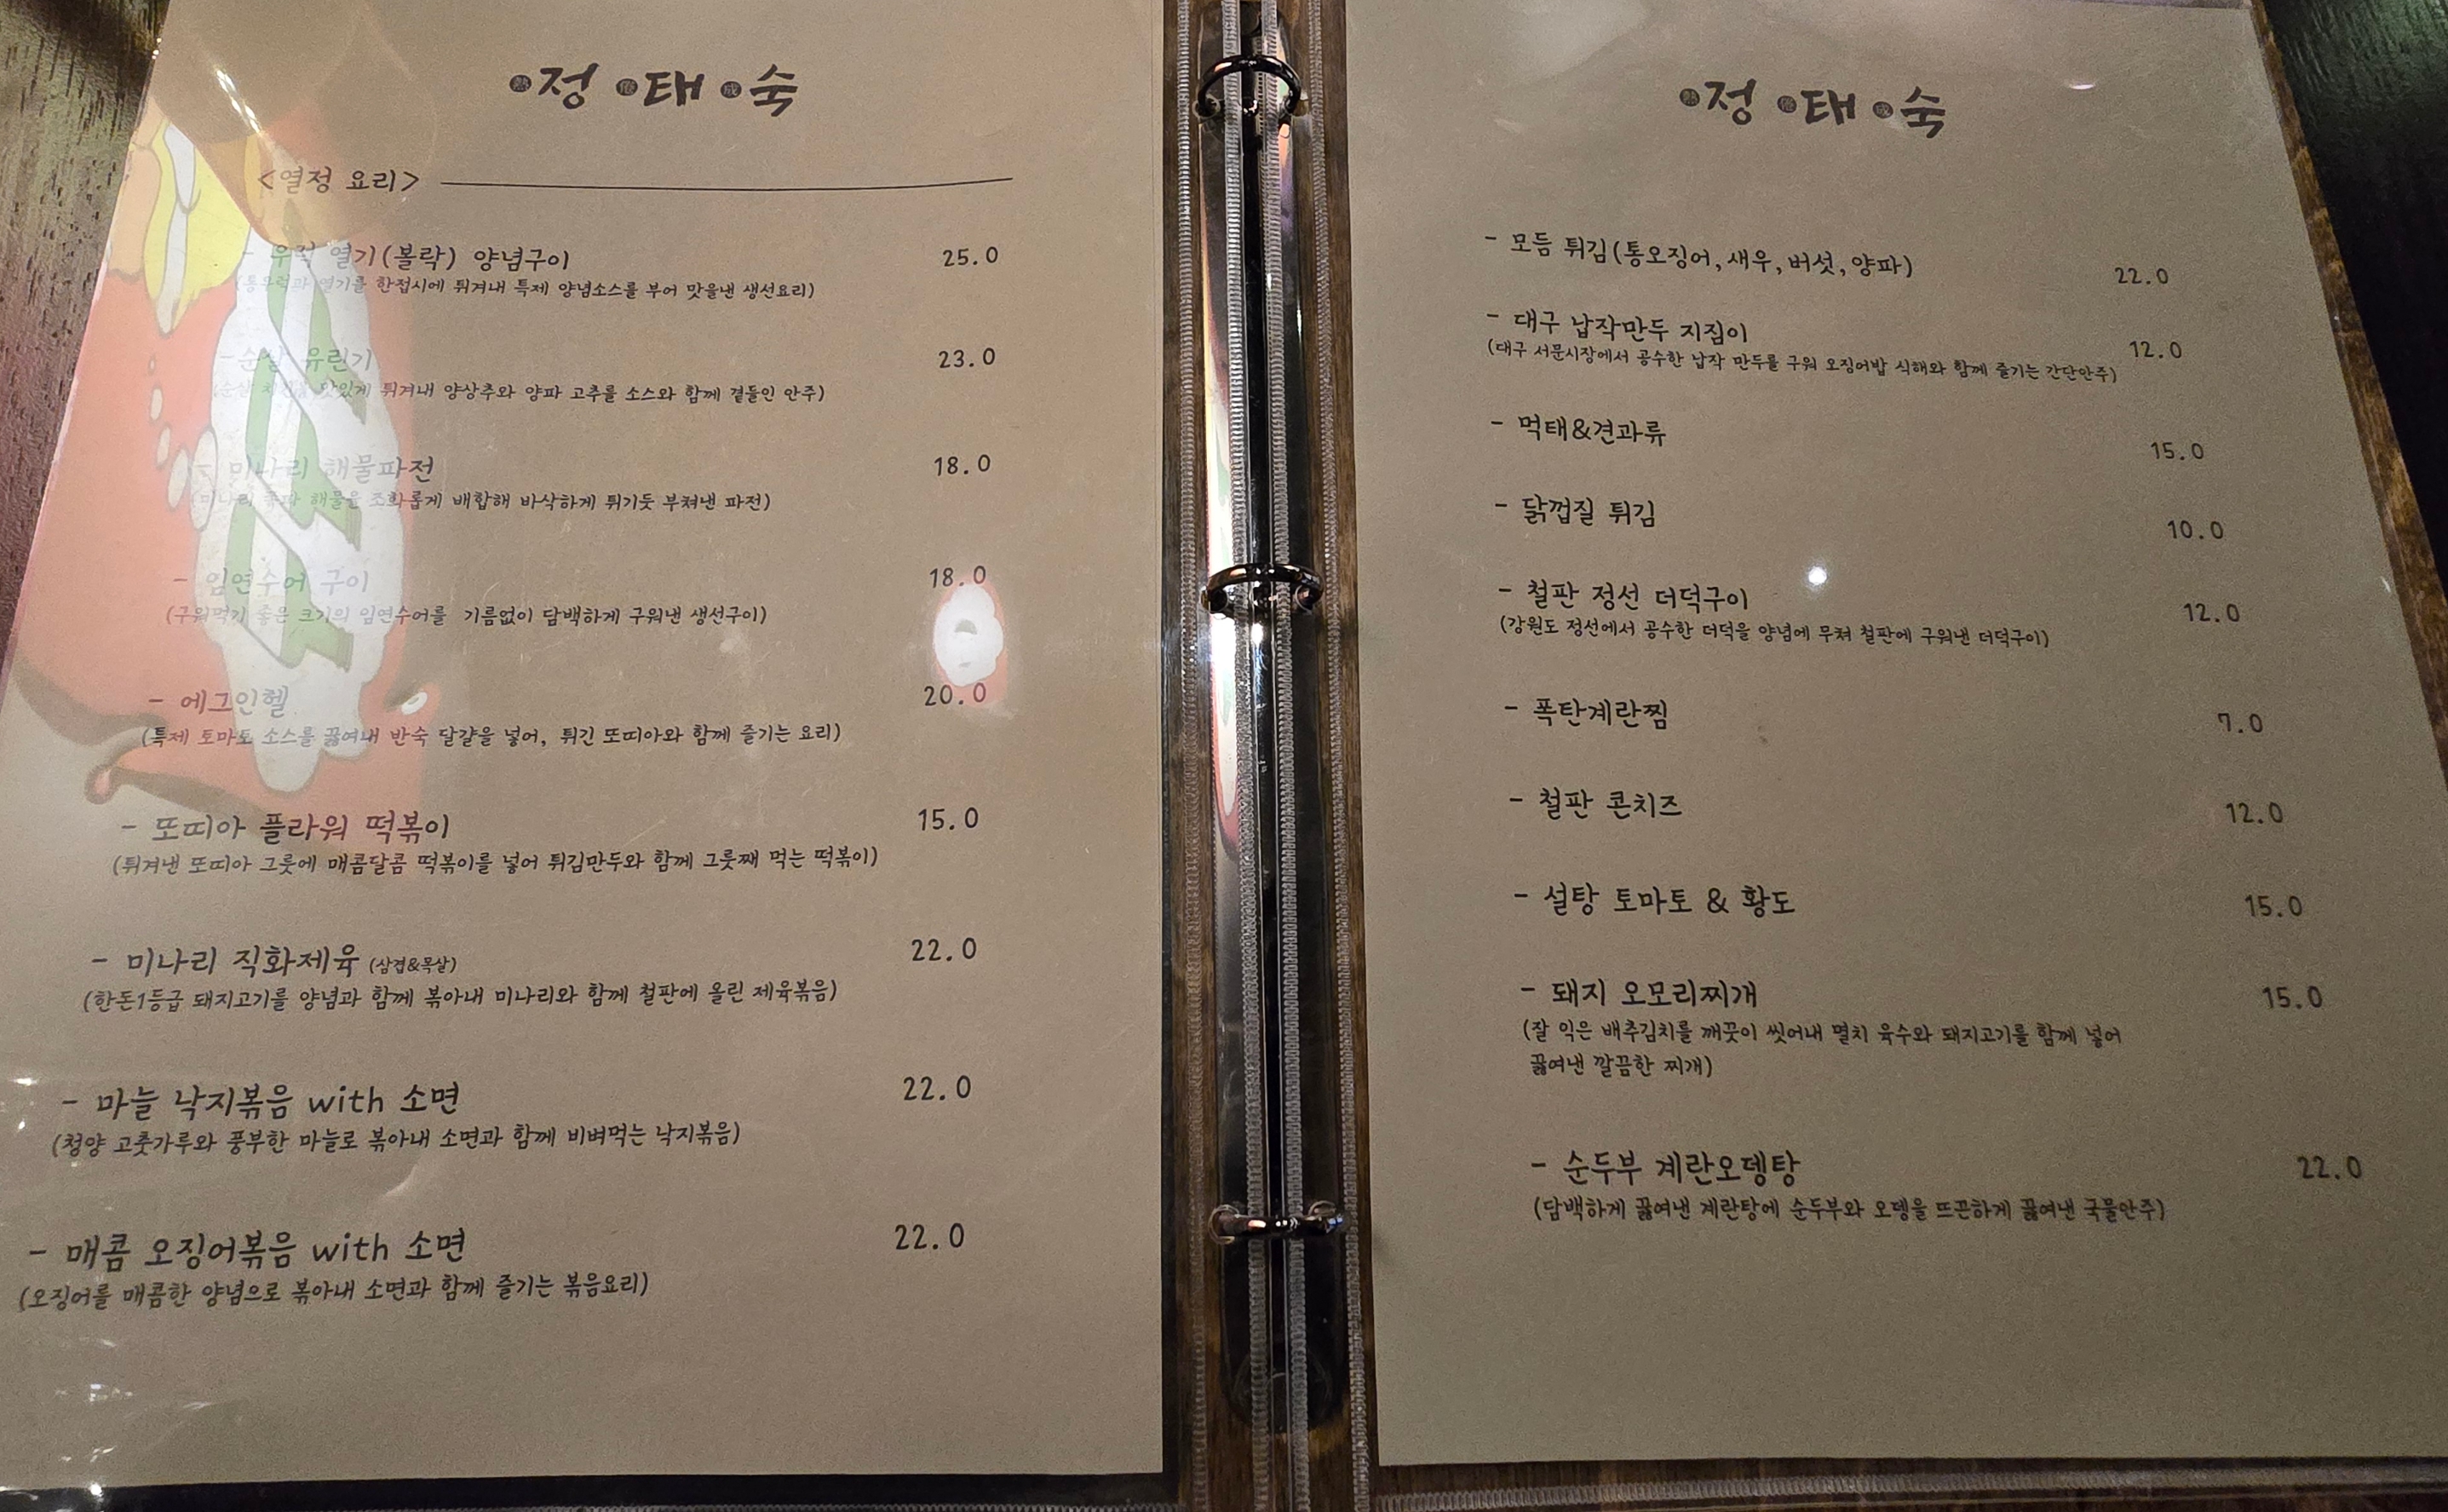 정 태 숙
<열정 요리>
- 우럭 열기(볼락) 양념구이 25.0
(통우럭과 열기를 한접시에 튀겨내 특제 양념소스를 부어 맛을낸 생선요리)
- 순살 유린기 23.0
(순살 치킨을 맛있게 튀겨내 양상추와 양파 고추를 소스와 함께 곁들인 안주)
- 미나리 해물파전 18.0
(미나리 해물을 조화롭게 배합해 바삭하게 튀기듯 부쳐낸 파전)
- 임연수어 구이 18.0
(구워먹기 좋은 크기의 임연수어를 기름없이 담백하게 구워낸 생선구이)
- 에그인헬 20.0
(특제 토마토 소스를 끓여내 반숙 달걀을 넣어, 튀긴 또띠아와 함께 즐기는 요리)
- 또띠아 플라워 떡볶이 15.0
(튀겨낸 또띠아 그릇에 매콤달콤 떡볶이를 넣어 튀김만두와 함께 그릇째 먹는 떡볶이)
- 미나리 직화제육 (삼겹&목살) 22.0
(한돈1등급 돼지고기를 양념과 함께 볶아내 미나리와 함께 철판에 올린 제육볶음)
- 마늘 낙지볶음 with 소면 22.0
(청양 고춧가루와 풍부한 마늘로 볶아내 소면과 함께 비벼먹는 낙지볶음)
- 매콤 오징어볶음 with 소면 22.0
(오징어를 매콤한 양념으로 볶아내 소면과 함께 즐기는 볶음요리)
정 태 숙
- 모듬 튀김(통오징어,새우,버섯,양파) 22.0
- 대구 납작만두 지짐이 12.0
(대구 서문시장에서 공수한 납작 만두를 구워 오징어밥 식해와 함께 즐기는 간단안주)
- 먹태&견과류 15.0
- 닭껍질 튀김 10.0
- 철판 정선 더덕구이 12.0
(강원도 정선에서 공수한 더덕을 양념에 무쳐 철판에 구워낸 더덕구이)
- 폭탄계란찜 7.0
- 철판 콘치즈 12.0
- 설탕 토마토 & 황도 15.0
- 돼지 오모리찌개 15.0
(잘 익은 배추김치를 깨끗이 씻어내 멸치 육수와 돼지고기를 함께 넣어
끓여낸 깔끔한 찌개)
- 순두부 계란오뎅탕 22.0
(담백하게 끓여낸 계란탕에 순두부와 오뎅을 뜨끈하게 끓여낸 국물안주)